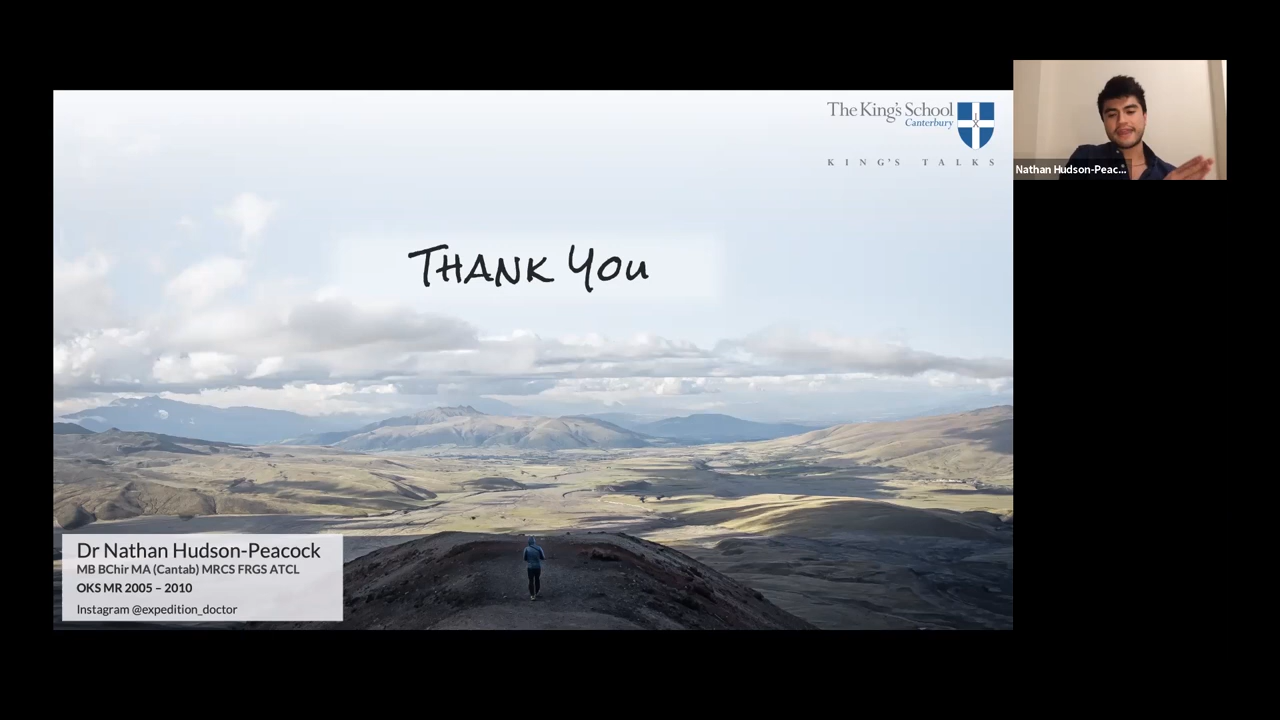 The King's School
Canterbury
KING'S TALKS
Nathan Hudson-Peac...
THANK YOU
Dr Nathan Hudson-Peacock
MB BChir MA (Cantab) MRCS FRGS ATCL
OKS MR 2005 – 2010
Instagram @expedition_doctor